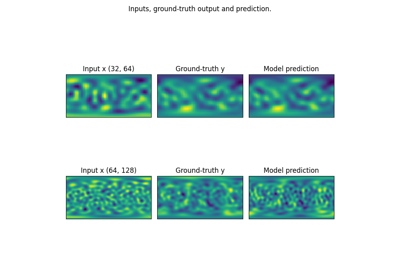 Inputs, ground-truth output and prediction.
Input x (32, 64) Ground-truth y Model prediction
Input x (64, 128) Ground-truth y Model prediction